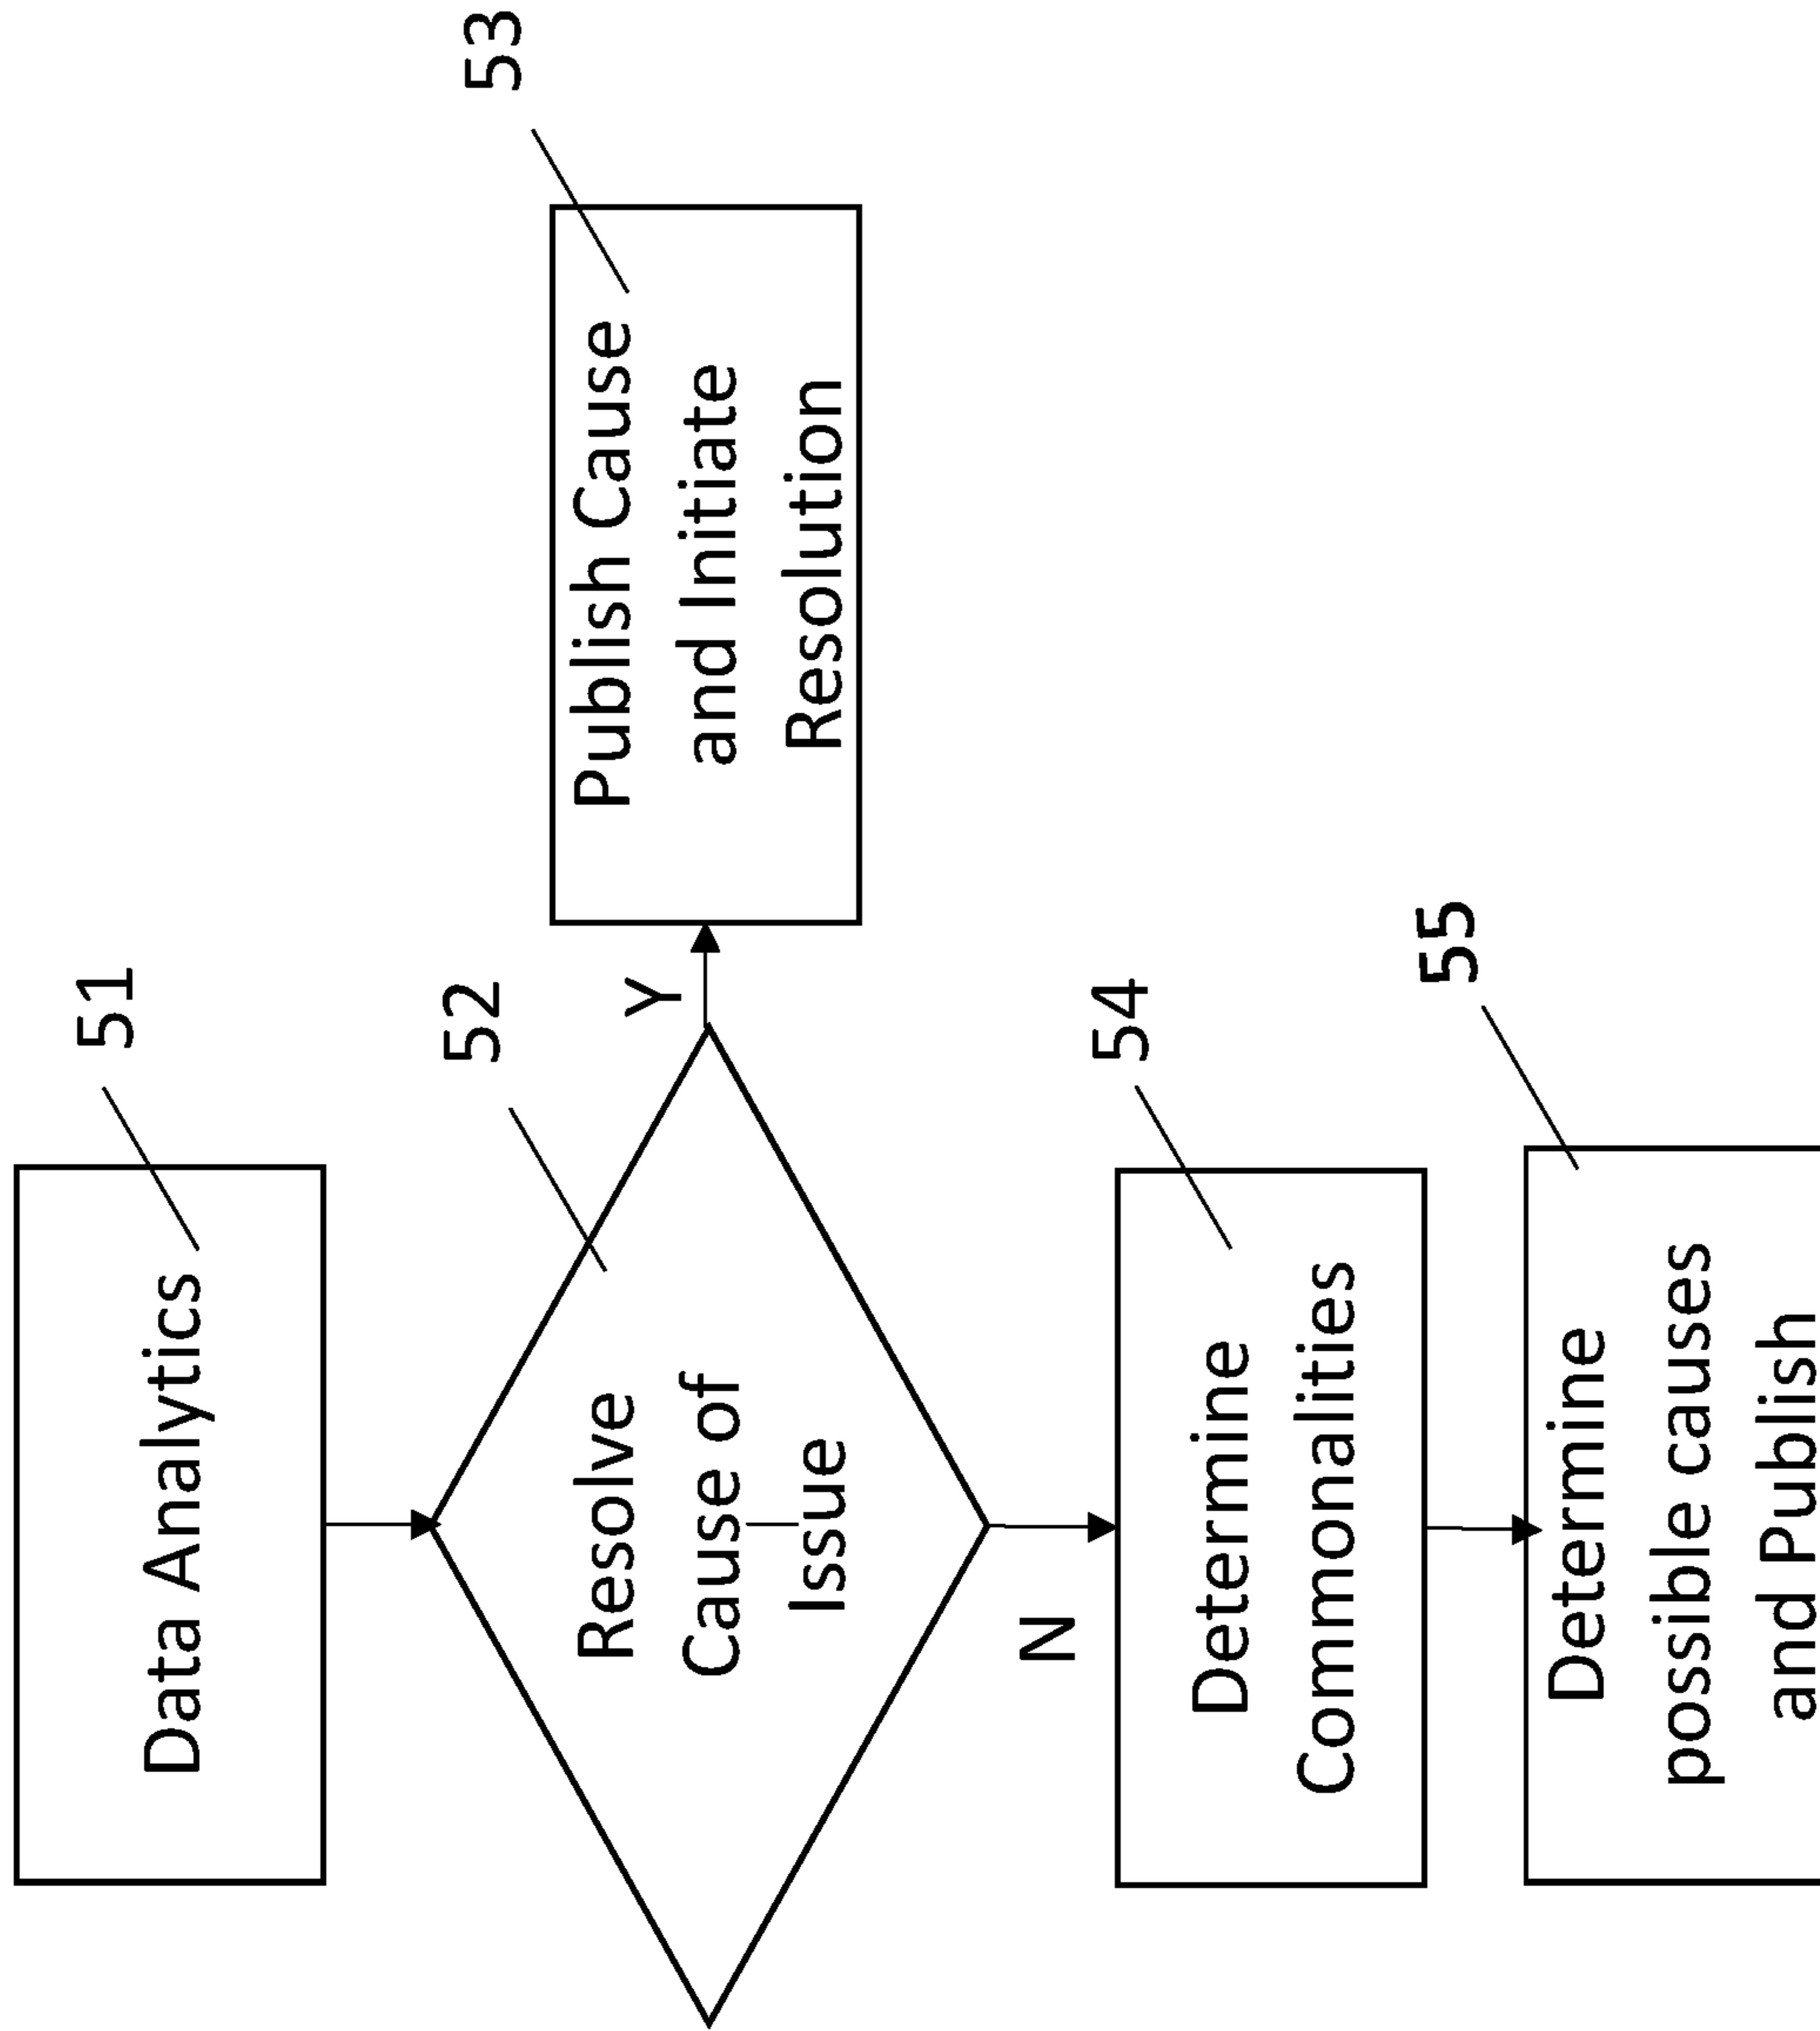 51
Data Analytics
52
Resolve
Cause of
Issue
Y
53
Publish Cause
and Initiate
Resolution
N
54
Determine
Commonalities
55
Determine
possible causes
and Publish